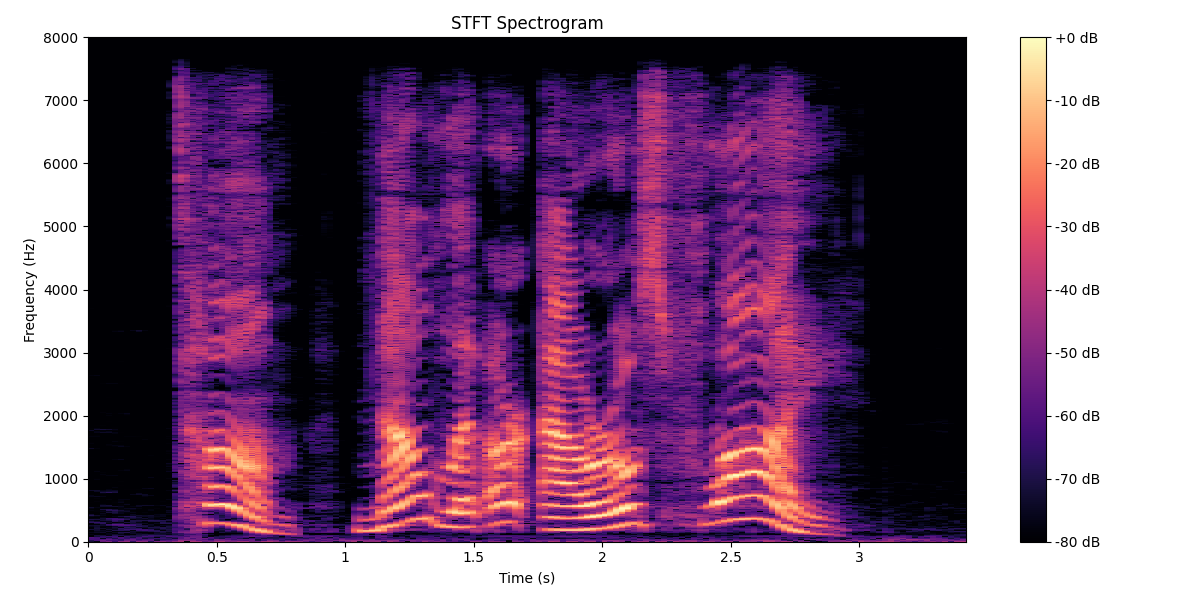 STFT Spectrogram
8000
7000
6000
5000
4000
3000
2000
1000
0
Frequency (Hz)
0
0.5
1
1.5
2
2.5
3
Time (s)
+0 dB
-10 dB
-20 dB
-30 dB
-40 dB
-50 dB
-60 dB
-70 dB
-80 dB